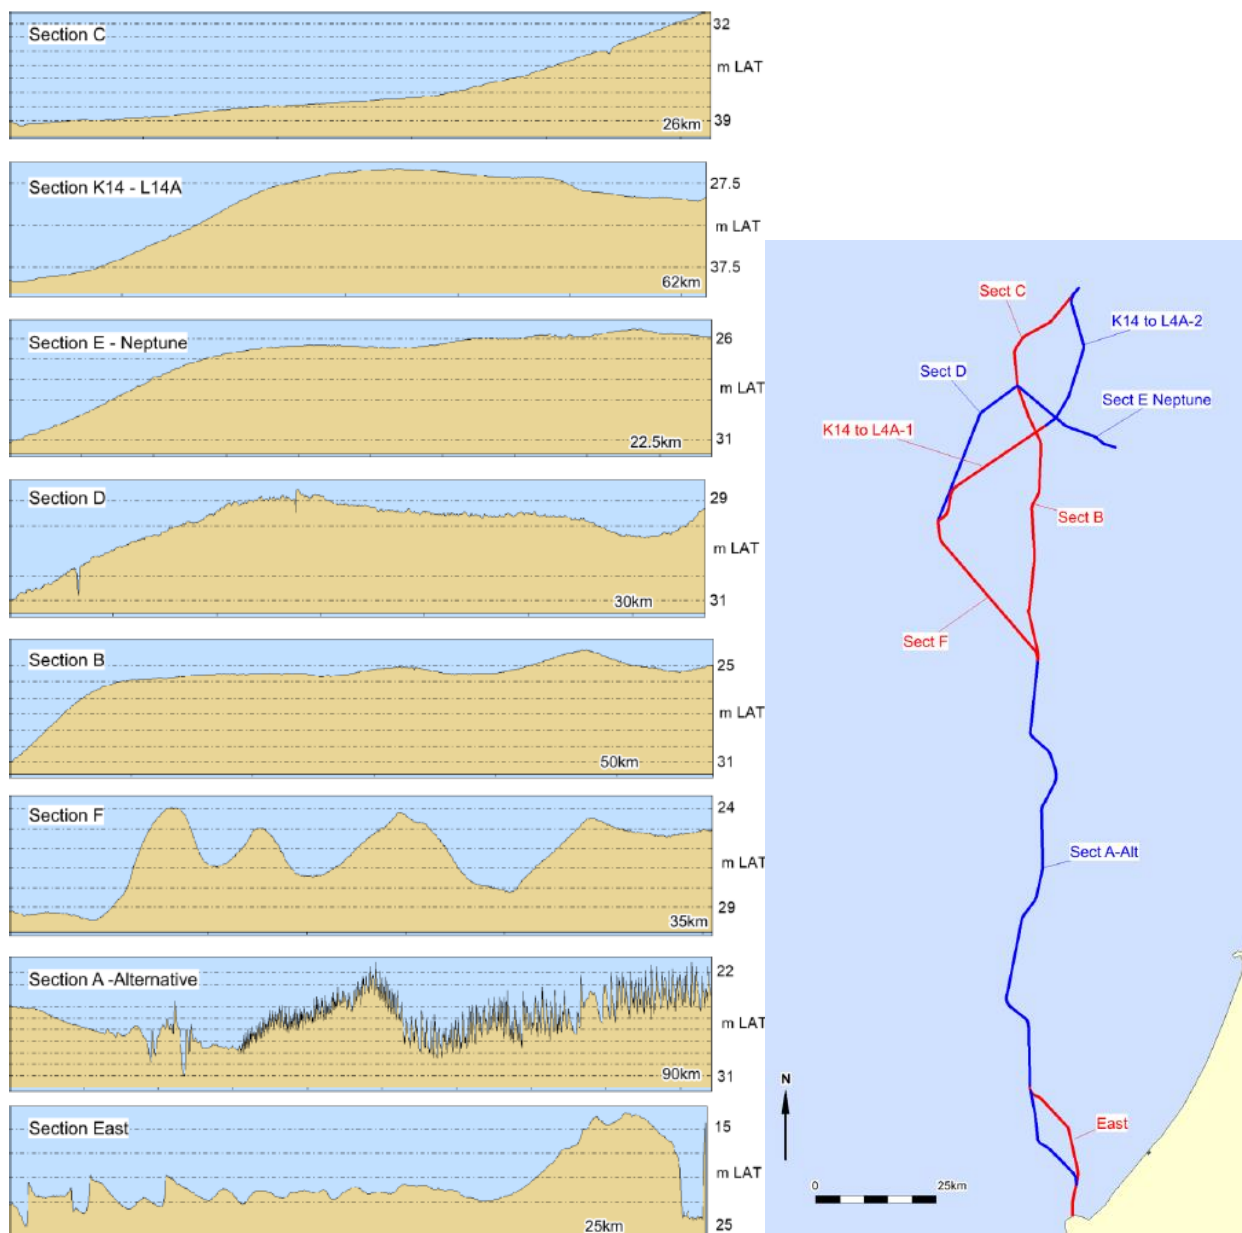 Section C
32
m LAT
39
26km
Section K14 - L14A
27.5
m LAT
37.5
62km
Section E - Neptune
26
m LAT
31
22.5km
Section D
29
m LAT
31
30km
Section B
25
m LAT
31
50km
Section F
24
m LAT
29
35km
Section A -Alternative
22
m LAT
31
90km
Section East
15
m LAT
25
25km
Sect C
K14 to L4A-2
Sect D
Sect E Neptune
K14 to L4A-1
Sect B
Sect F
Sect A-Alt
N
East
0
25km